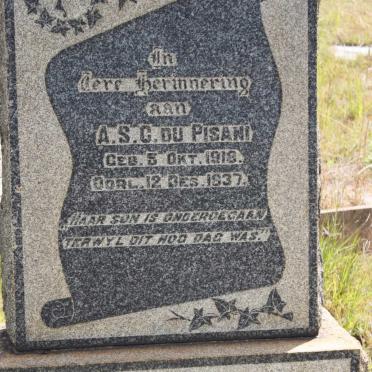 In
dere Herinnering
aan
A.S.C. DU PISANI
GEB. 5 OKT. 1918.
OORL. 12 DES. 1937.
„HAAR SON IS ONDERGEGAAN
TERWYL DIT NOG DAG WAS."